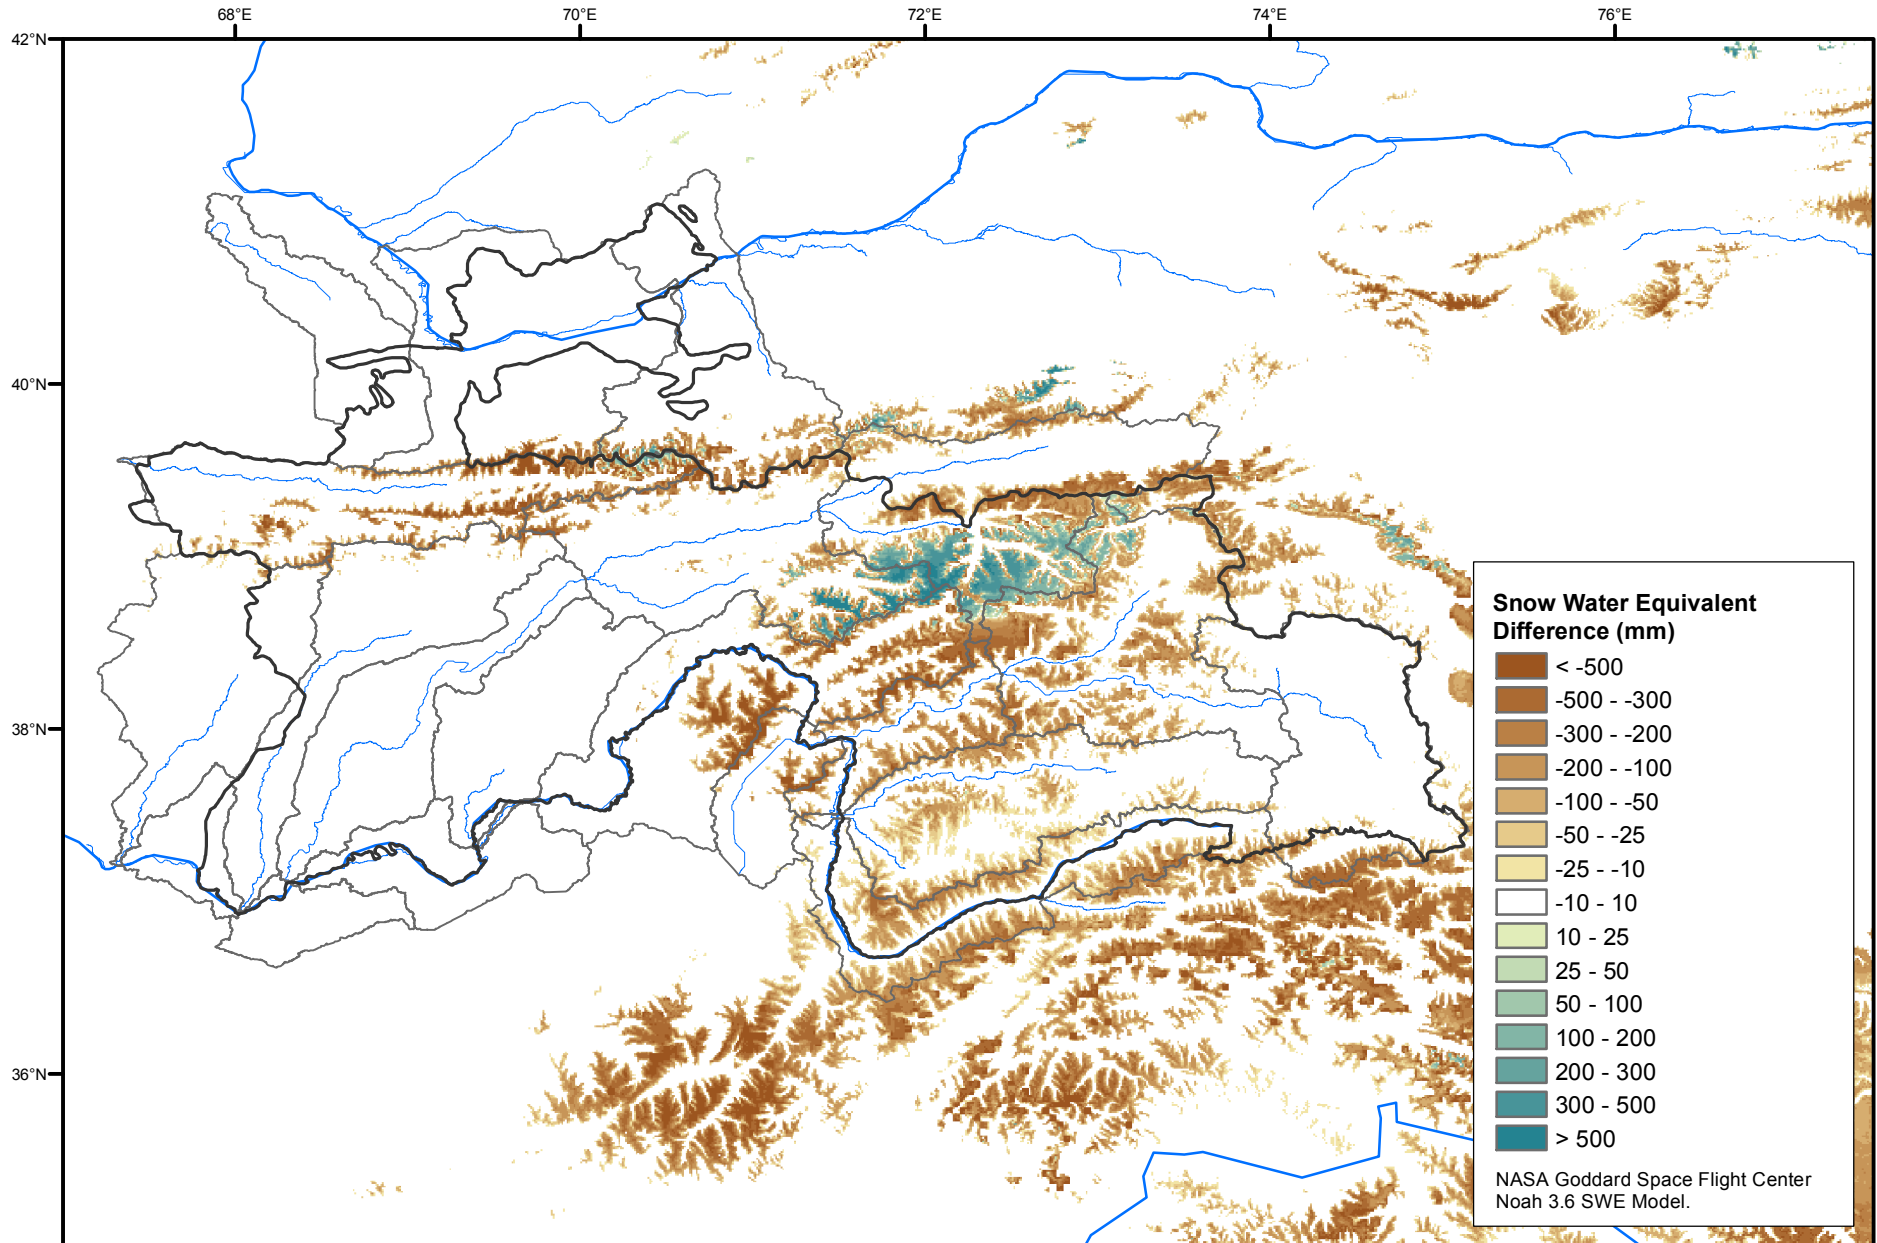 68°E 70°E 72°E 74°E 76°E
42°N
40°N
38°N
36°N
Snow Water Equivalent
Difference (mm)
< -500
-500 - -300
-300 - -200
-200 - -100
-100 - -50
-50 - -25
-25 - -10
-10 - 10
10 - 25
25 - 50
50 - 100
100 - 200
200 - 300
300 - 500
> 500
NASA Goddard Space Flight Center
Noah 3.6 SWE Model.